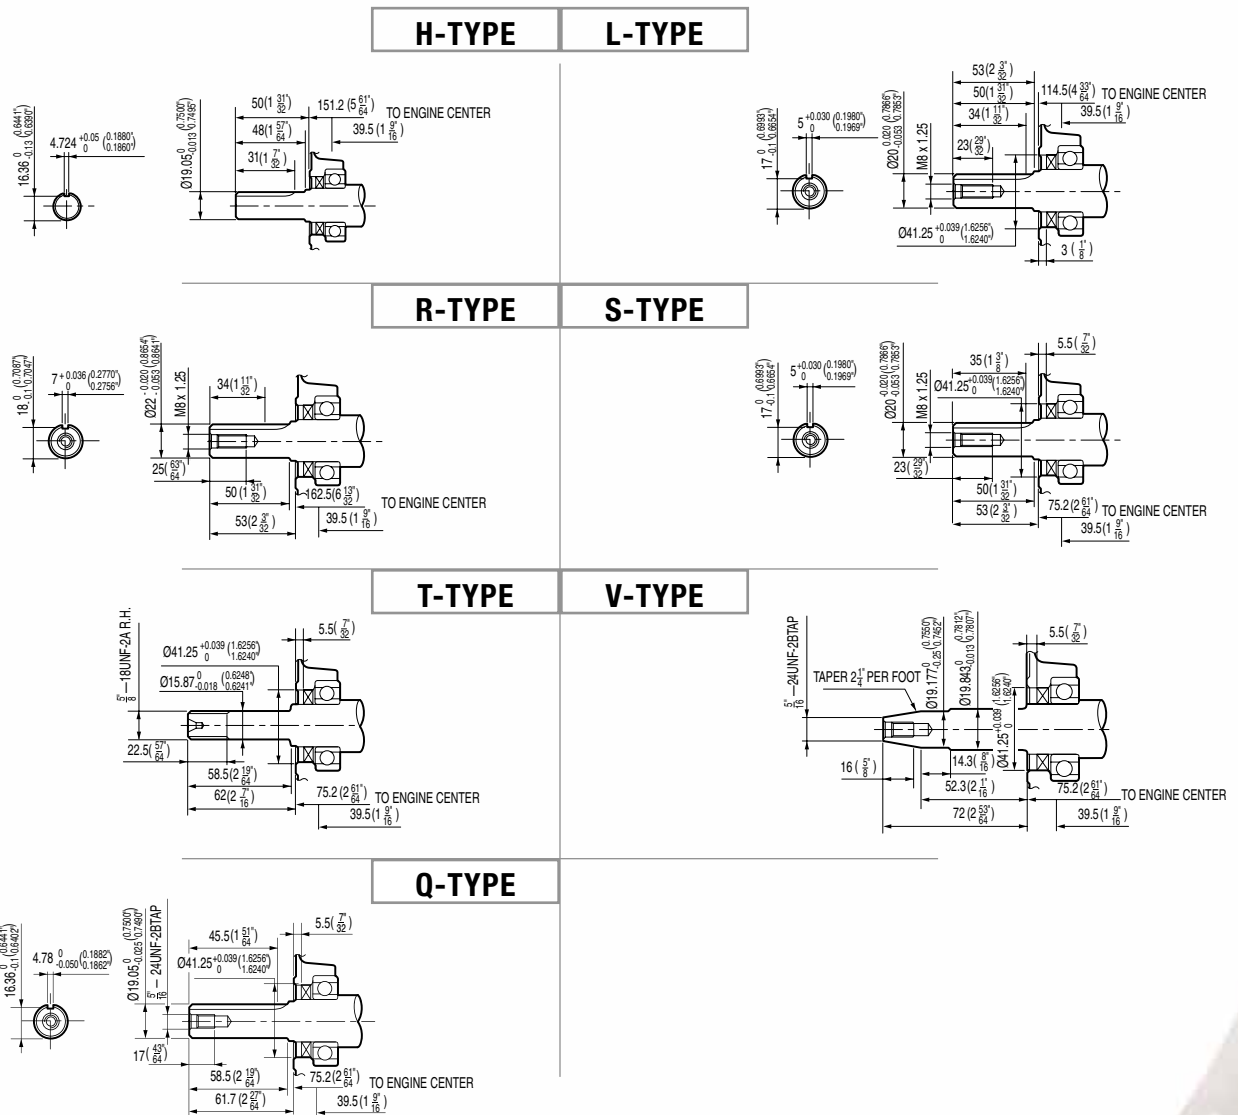 H-TYPE
16.36 0 -0.13 (0.6441" 0.6390")
4.724 +0.05 0 (0.1880" 0.1860")
Ø19.05 0 -0.013 (0.7500" 0.7495")
50(1 31/32")
151.2 (5 61/64")
TO ENGINE CENTER
48(1 57/64")
39.5 (1 9/16")
31(1 7/32")
L-TYPE
17 0 -0.1 (0.6993" 0.6654")
5 +0.030 0 (0.1980" 0.1969")
Ø20 0.020 -0.053 (0.7866" 0.7853")
M8 x 1.25
53(2 3/32")
50(1 31/32")
114.5(4 33/64")
TO ENGINE CENTER
34(1 11/32")
39.5(1 9/16")
23(29/32")
Ø41.25 +0.039 0 (1.6256" 1.6240")
3 (1/8")
R-TYPE
18 0 -0.1 (0.7087" 0.7047")
7 +0.036 0 (0.2770" 0.2756")
Ø22 -0.020 -0.053 (0.8654" 0.8641")
M8 x 1.25
34(1 11/32")
25(63/64")
50(1 31/32")
162.5(6 13/32")
TO ENGINE CENTER
53(2 3/32")
39.5 (1 9/16")
S-TYPE
17 0 -0.1 (0.6993" 0.6654")
5 +0.030 0 (0.1980" 0.1969")
Ø20 -0.020 -0.053 (0.7866" 0.7853")
M8 x 1.25
5.5(7/32")
35(1 3/8")
Ø41.25 +0.039 0 (1.6256" 1.6240")
23(29/32")
50(1 31/32")
75.2(2 61/64")
TO ENGINE CENTER
53(2 3/32")
39.5(1 9/16")
T-TYPE
5/8"—18UNF-2A R.H.
5.5(7/32")
Ø41.25 +0.039 0 (1.6256" 1.6240")
Ø15.87 0 -0.018 (0.6248" 0.6241")
22.5(57/64")
58.5(2 19/64")
62(2 7/16")
75.2(2 61/64")
TO ENGINE CENTER
39.5(1 9/16")
V-TYPE
5/16"—24UNF-2BTAP
TAPER 2 1/4" PER FOOT
Ø19.177 0 -0.25 (0.7550" 0.7452")
Ø19.843 0 -0.013 (0.7812" 0.7807")
Ø41.25 +0.039 0 (1.6256" 1.6240")
5.5(7/32")
16 (5/8")
14.3(8/16")
52.3(2 1/16")
75.2(2 61/64")
TO ENGINE CENTER
72(2 53/64")
39.5(1 9/16")
Q-TYPE
16.36 0 -0.1 (0.6441" 0.6402")
4.78 0 -0.050 (0.1882" 0.1862")
Ø19.05 0 -0.025 (0.7500" 0.7490")
5/16"— 24UNF-2BTAP
45.5(1 51/64")
5.5(7/32")
Ø41.25 +0.039 0 (1.6256" 1.6240")
17(43/64")
58.5(2 19/64")
75.2(2 61/64")
TO ENGINE CENTER
61.7 (2 27/64")
39.5 (1 9/16")